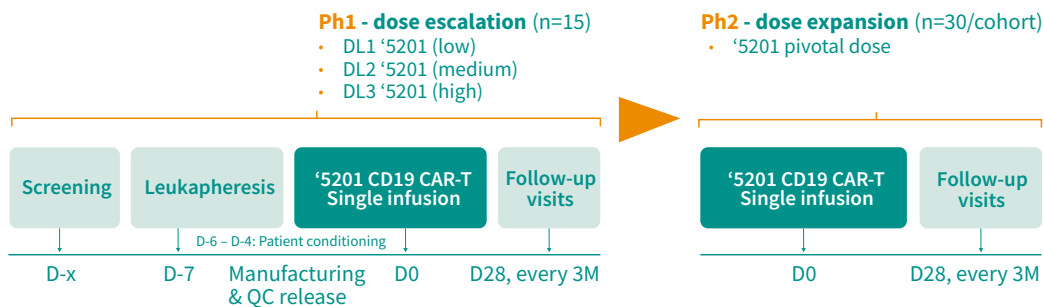 Ph1 - dose escalation (n=15)
• DL1 ‘5201 (low)
• DL2 ‘5201 (medium)
• DL3 ‘5201 (high)
Ph2 - dose expansion (n=30/cohort)
• ‘5201 pivotal dose
Screening
Leukapheresis
‘5201 CD19 CAR-T
Single infusion
Follow-up
visits
‘5201 CD19 CAR-T
Single infusion
Follow-up
visits
D-6 – D-4: Patient conditioning
D-x
D-7
Manufacturing
& QC release
D0
D28, every 3M
D0
D28, every 3M